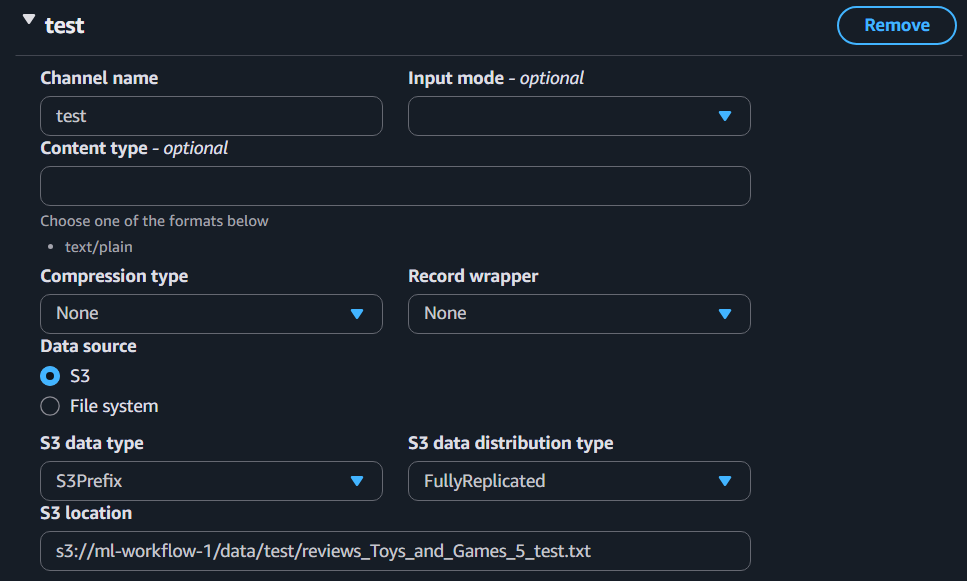 test
Remove
Channel name
Input mode - optional
test
Content type - optional
Choose one of the formats below
• text/plain
Compression type
Record wrapper
None
None
Data source
S3
File system
S3 data type
S3 data distribution type
S3Prefix
FullyReplicated
S3 location
s3://ml-workflow-1/data/test/reviews_Toys_and_Games_5_test.txt